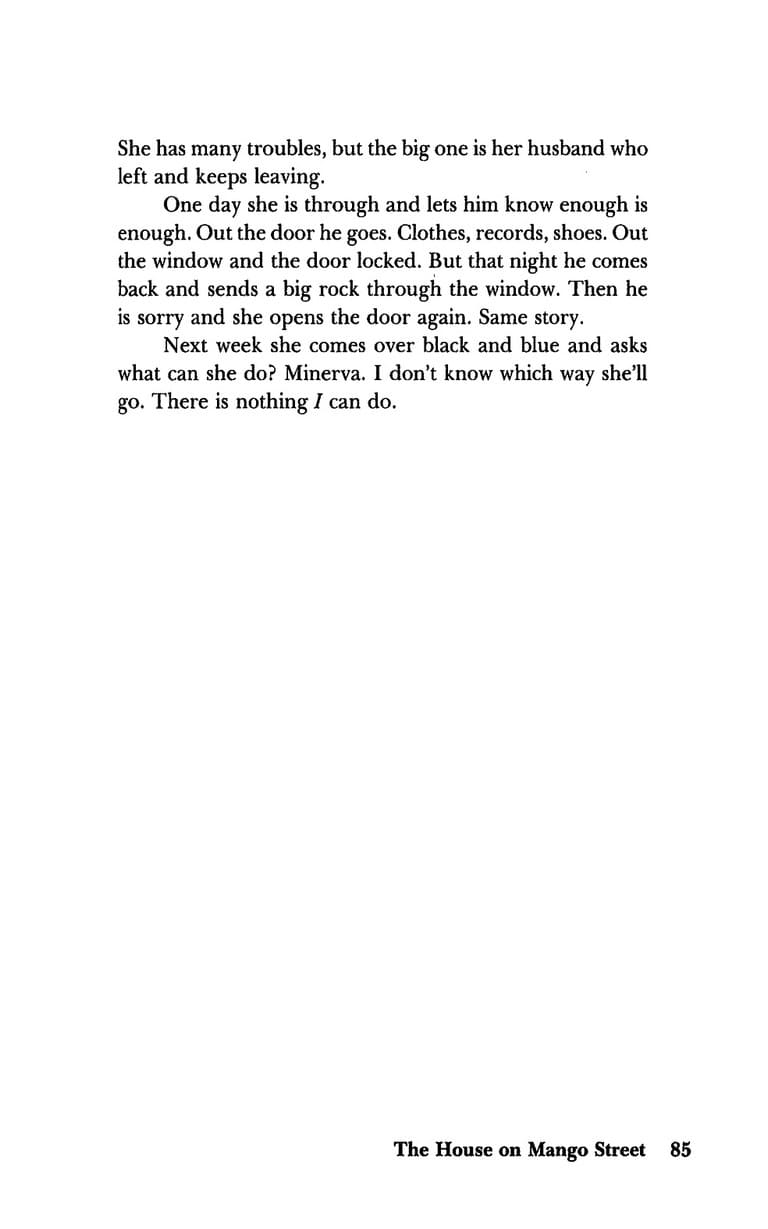 She has many troubles, but the big one is her husband who
left and keeps leaving.
One day she is through and lets him know enough is
enough. Out the door he goes. Clothes, records, shoes. Out
the window and the door locked. But that night he comes
back and sends a big rock through the window. Then he
is sorry and she opens the door again. Same story.
Next week she comes over black and blue and asks
what can she do? Minerva. I don't know which way she'll
go. There is nothing I can do.
The House on Mango Street 85